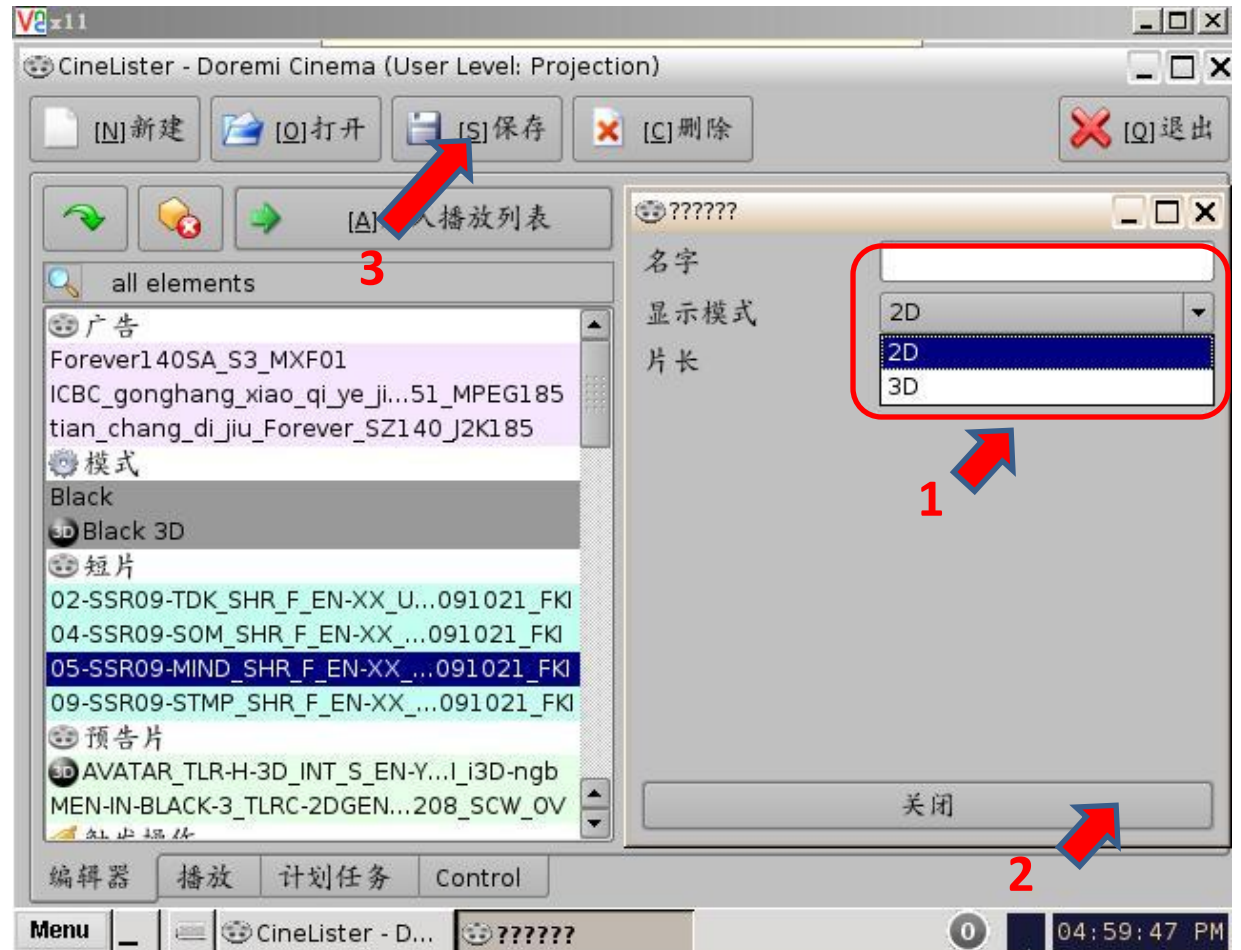 V2 x11
CineLister - Doremi Cinema (User Level: Projection)
[N]新建
[O]打开
[S]保存
[C]删除
[Q]退出
[A] 入播放列表
3
all elements
广告
Forever140SA_S3_MXF01
ICBC_gonghang_xiao_qi_ye_ji...51_MPEG185
tian_chang_di_jiu_Forever_SZ140_J2K185
模式
Black
3D Black 3D
短片
02-SSR09-TDK_SHR_F_EN-XX_U...091021_FKI
04-SSR09-SOM_SHR_F_EN-XX_...091021_FKI
05-SSR09-MIND_SHR_F_EN-XX_...091021_FKI
09-SSR09-STMP_SHR_F_EN-XX_...091021_FKI
预告片
3D AVATAR_TLR-H-3D_INT_S_EN-Y...I_i3D-ngb
MEN-IN-BLACK-3_TLRC-2DGEN...208_SCW_OV
??????
名字
显示模式
2D
片长
2D
3D
1
关闭
2
编辑器
播放
计划任务
Control
Menu
CineLister - D...
??????
0
04:59:47 PM